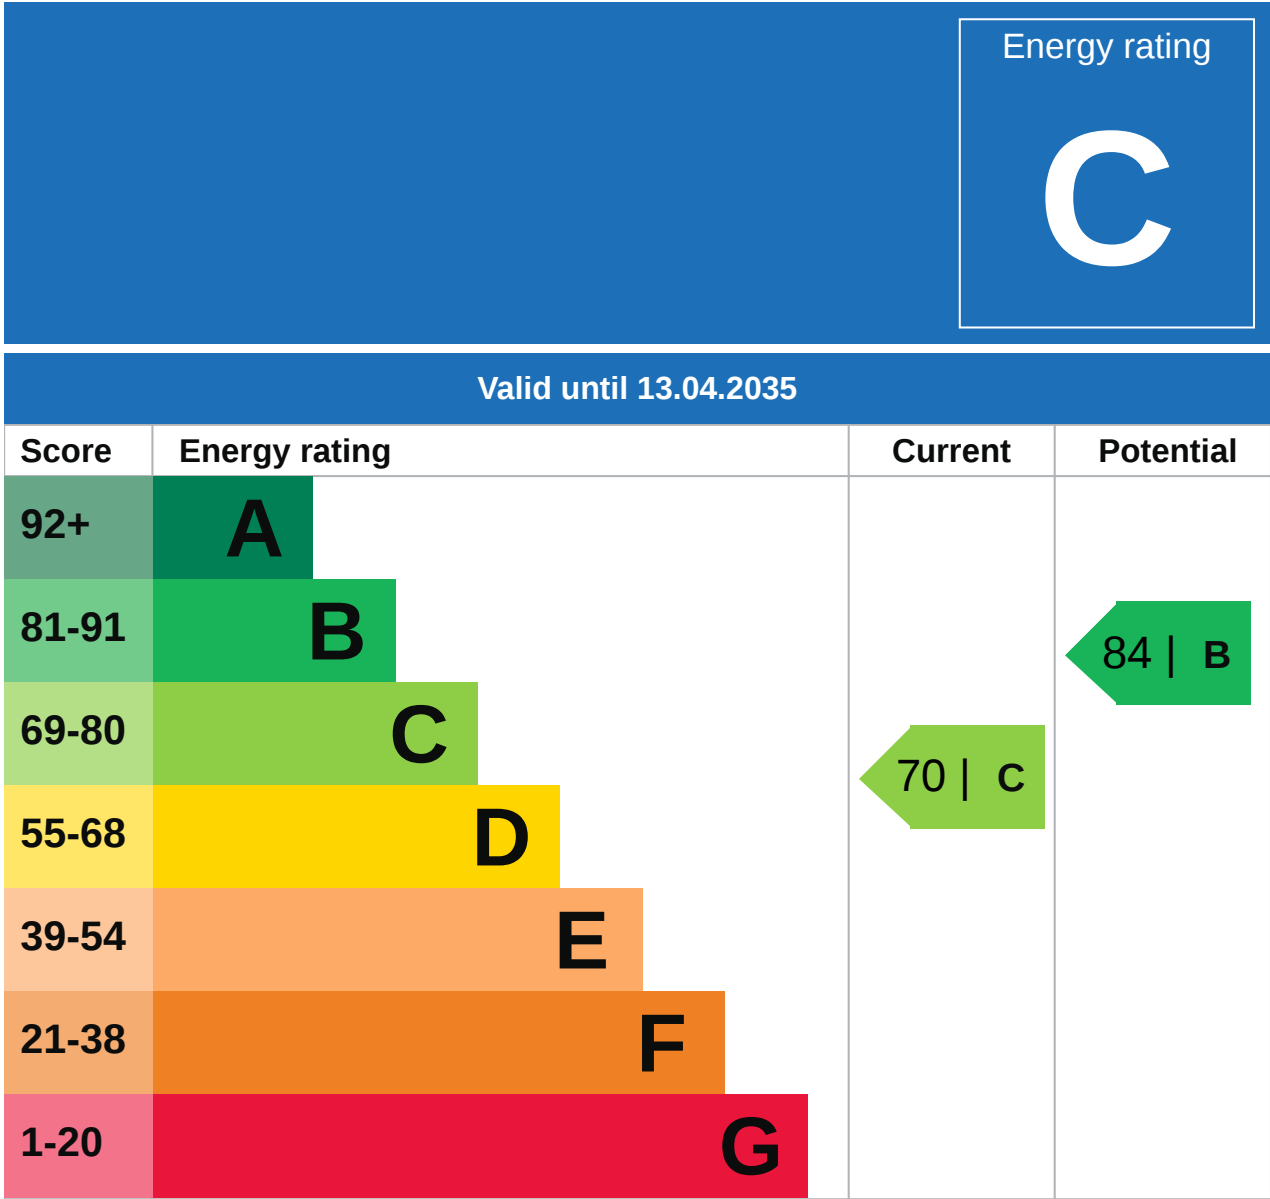 Energy rating
C
Valid until 13.04.2035
Score Energy rating Current Potential
92+ A
81-91 B
84 | B
69-80 C
70 | C
55-68 D
39-54 E
21-38 F
1-20 G